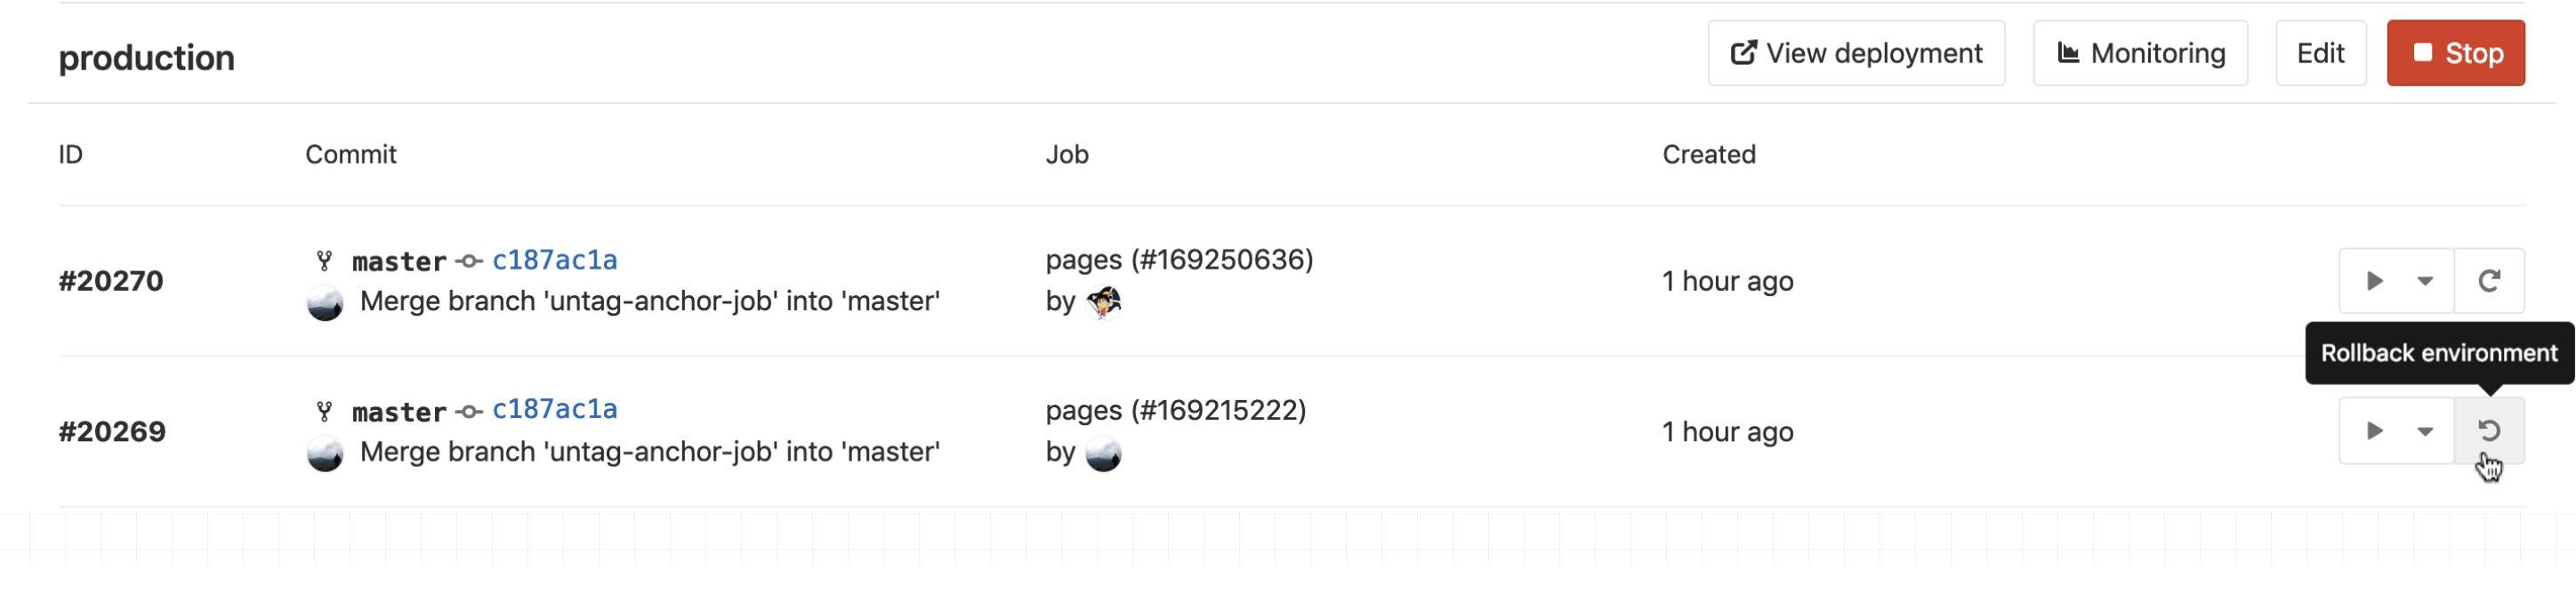 production
View deployment
Monitoring
Edit
Stop
ID Commit Job Created
#20270
master c187ac1a
Merge branch 'untag-anchor-job' into 'master'
pages (#169250636)
by
1 hour ago
Rollback environment
#20269
master c187ac1a
Merge branch 'untag-anchor-job' into 'master'
pages (#169215222)
by
1 hour ago